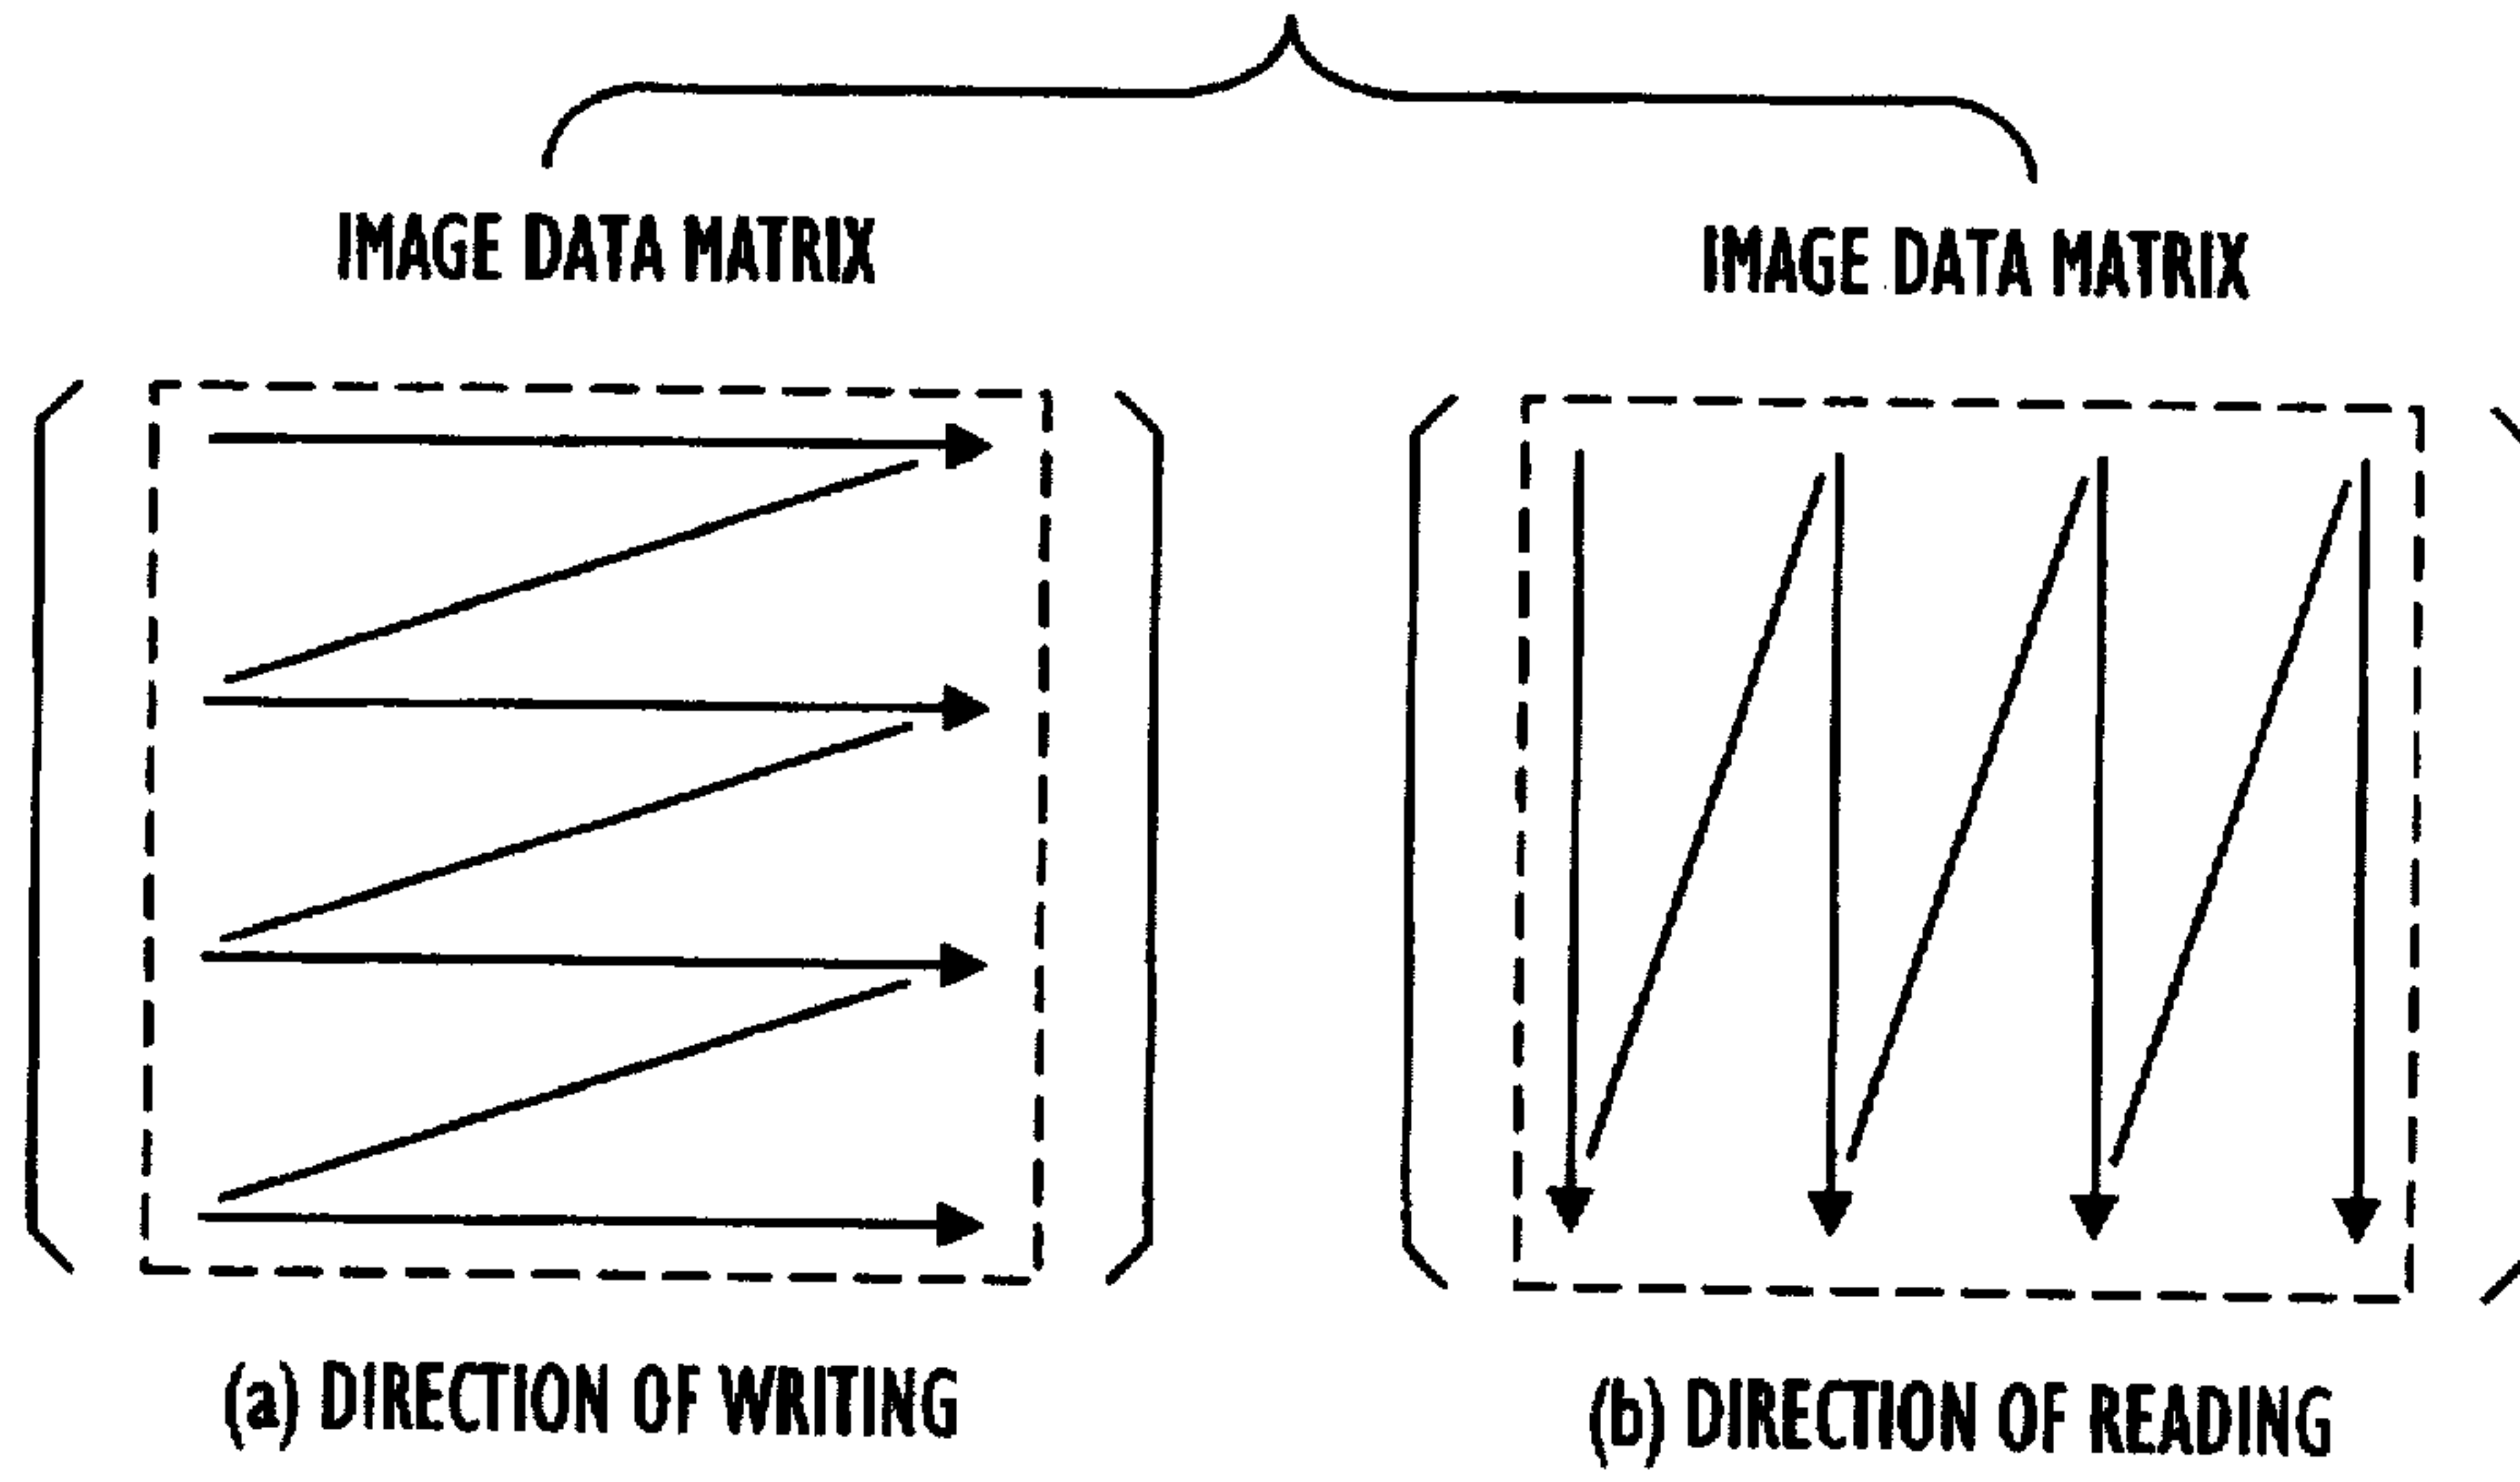 IMAGE DATA MATRIX
IMAGE DATA MATRIX
(a) DIRECTION OF WRITING
(b) DIRECTION OF READING